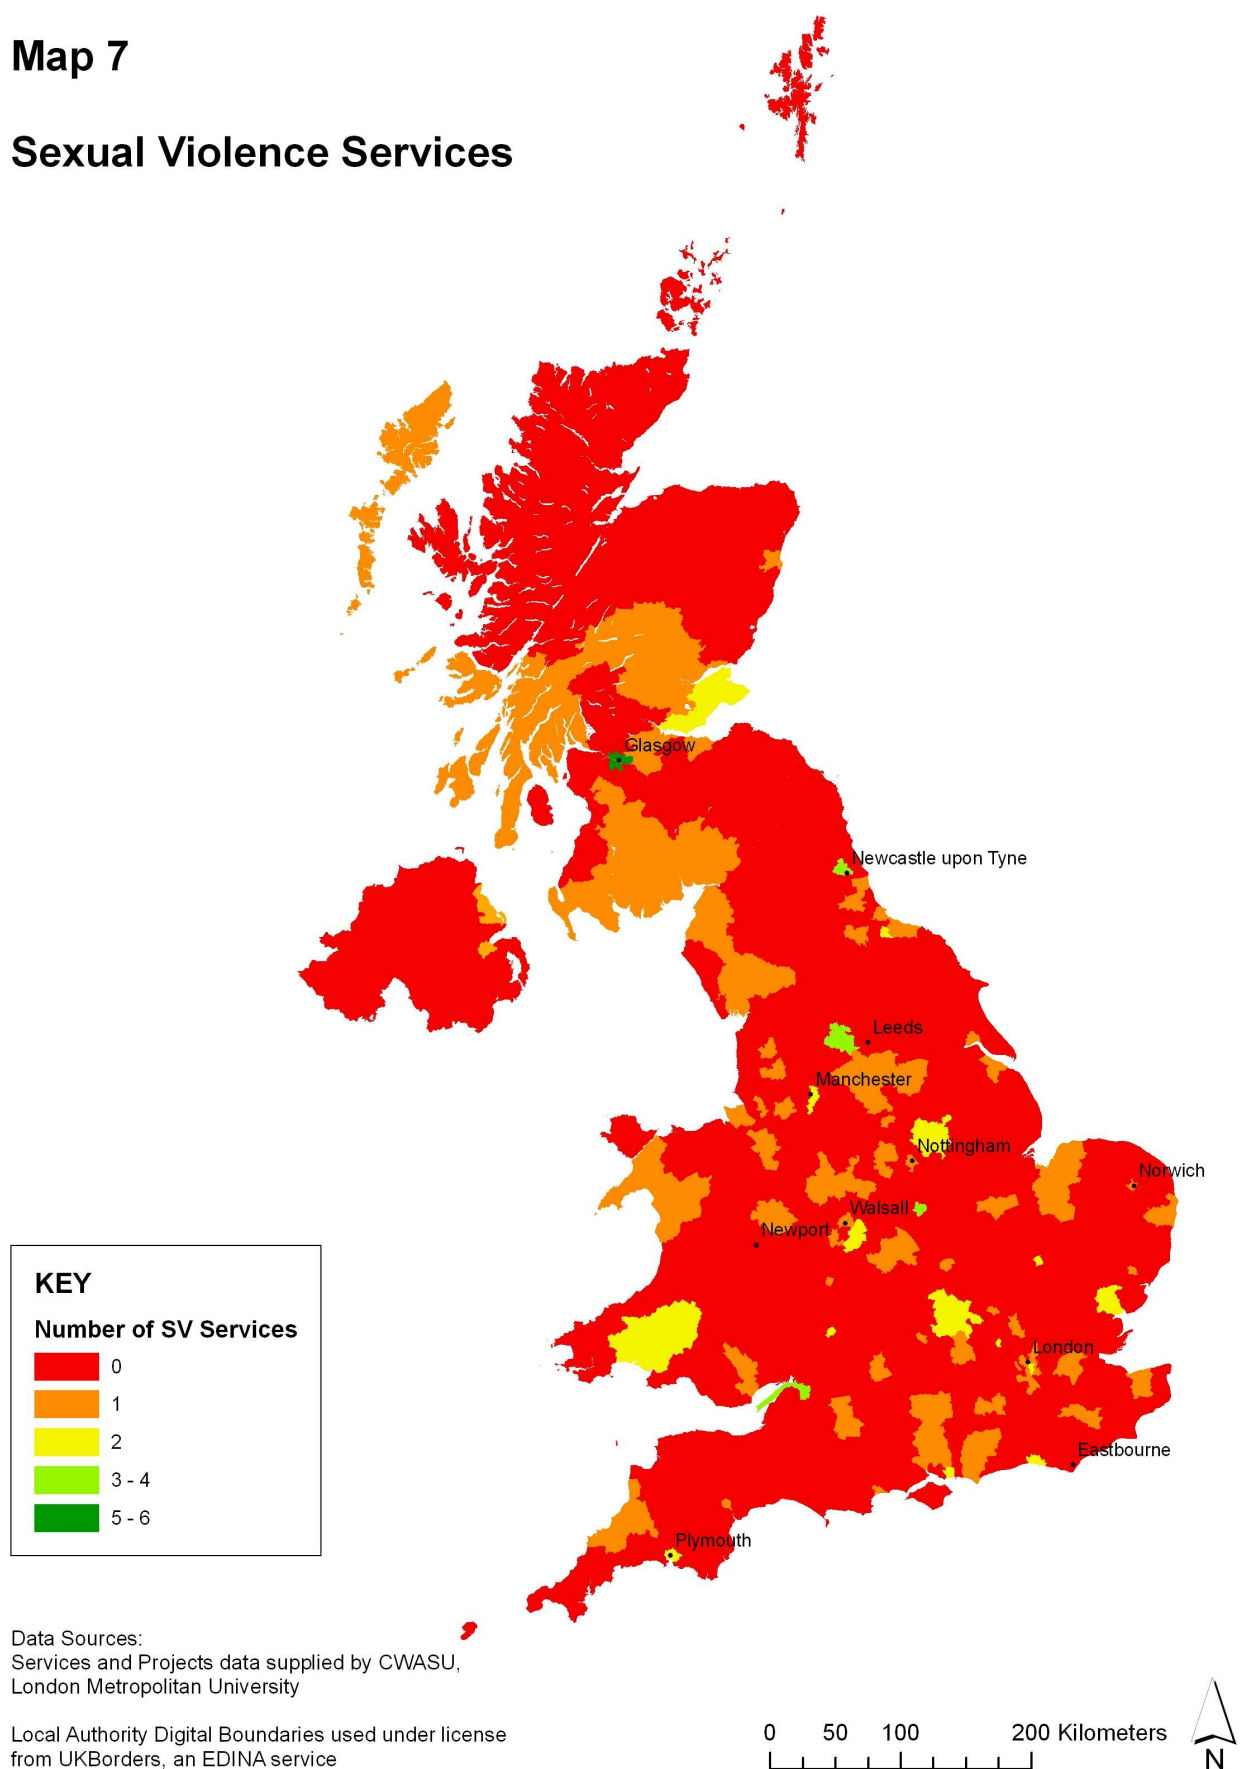 Map 7
Sexual Violence Services
Glasgow
Newcastle upon Tyne
Leeds
Manchester
Nottingham
Norwich
Walsall
Newport
London
Eastbourne
Plymouth
KEY
Number of SV Services
0
1
2
3 - 4
5 - 6
Data Sources:
Services and Projects data supplied by CWASU,
London Metropolitan University
Local Authority Digital Boundaries used under license
from UKBorders, an EDINA service
0 50 100 200 Kilometers
N